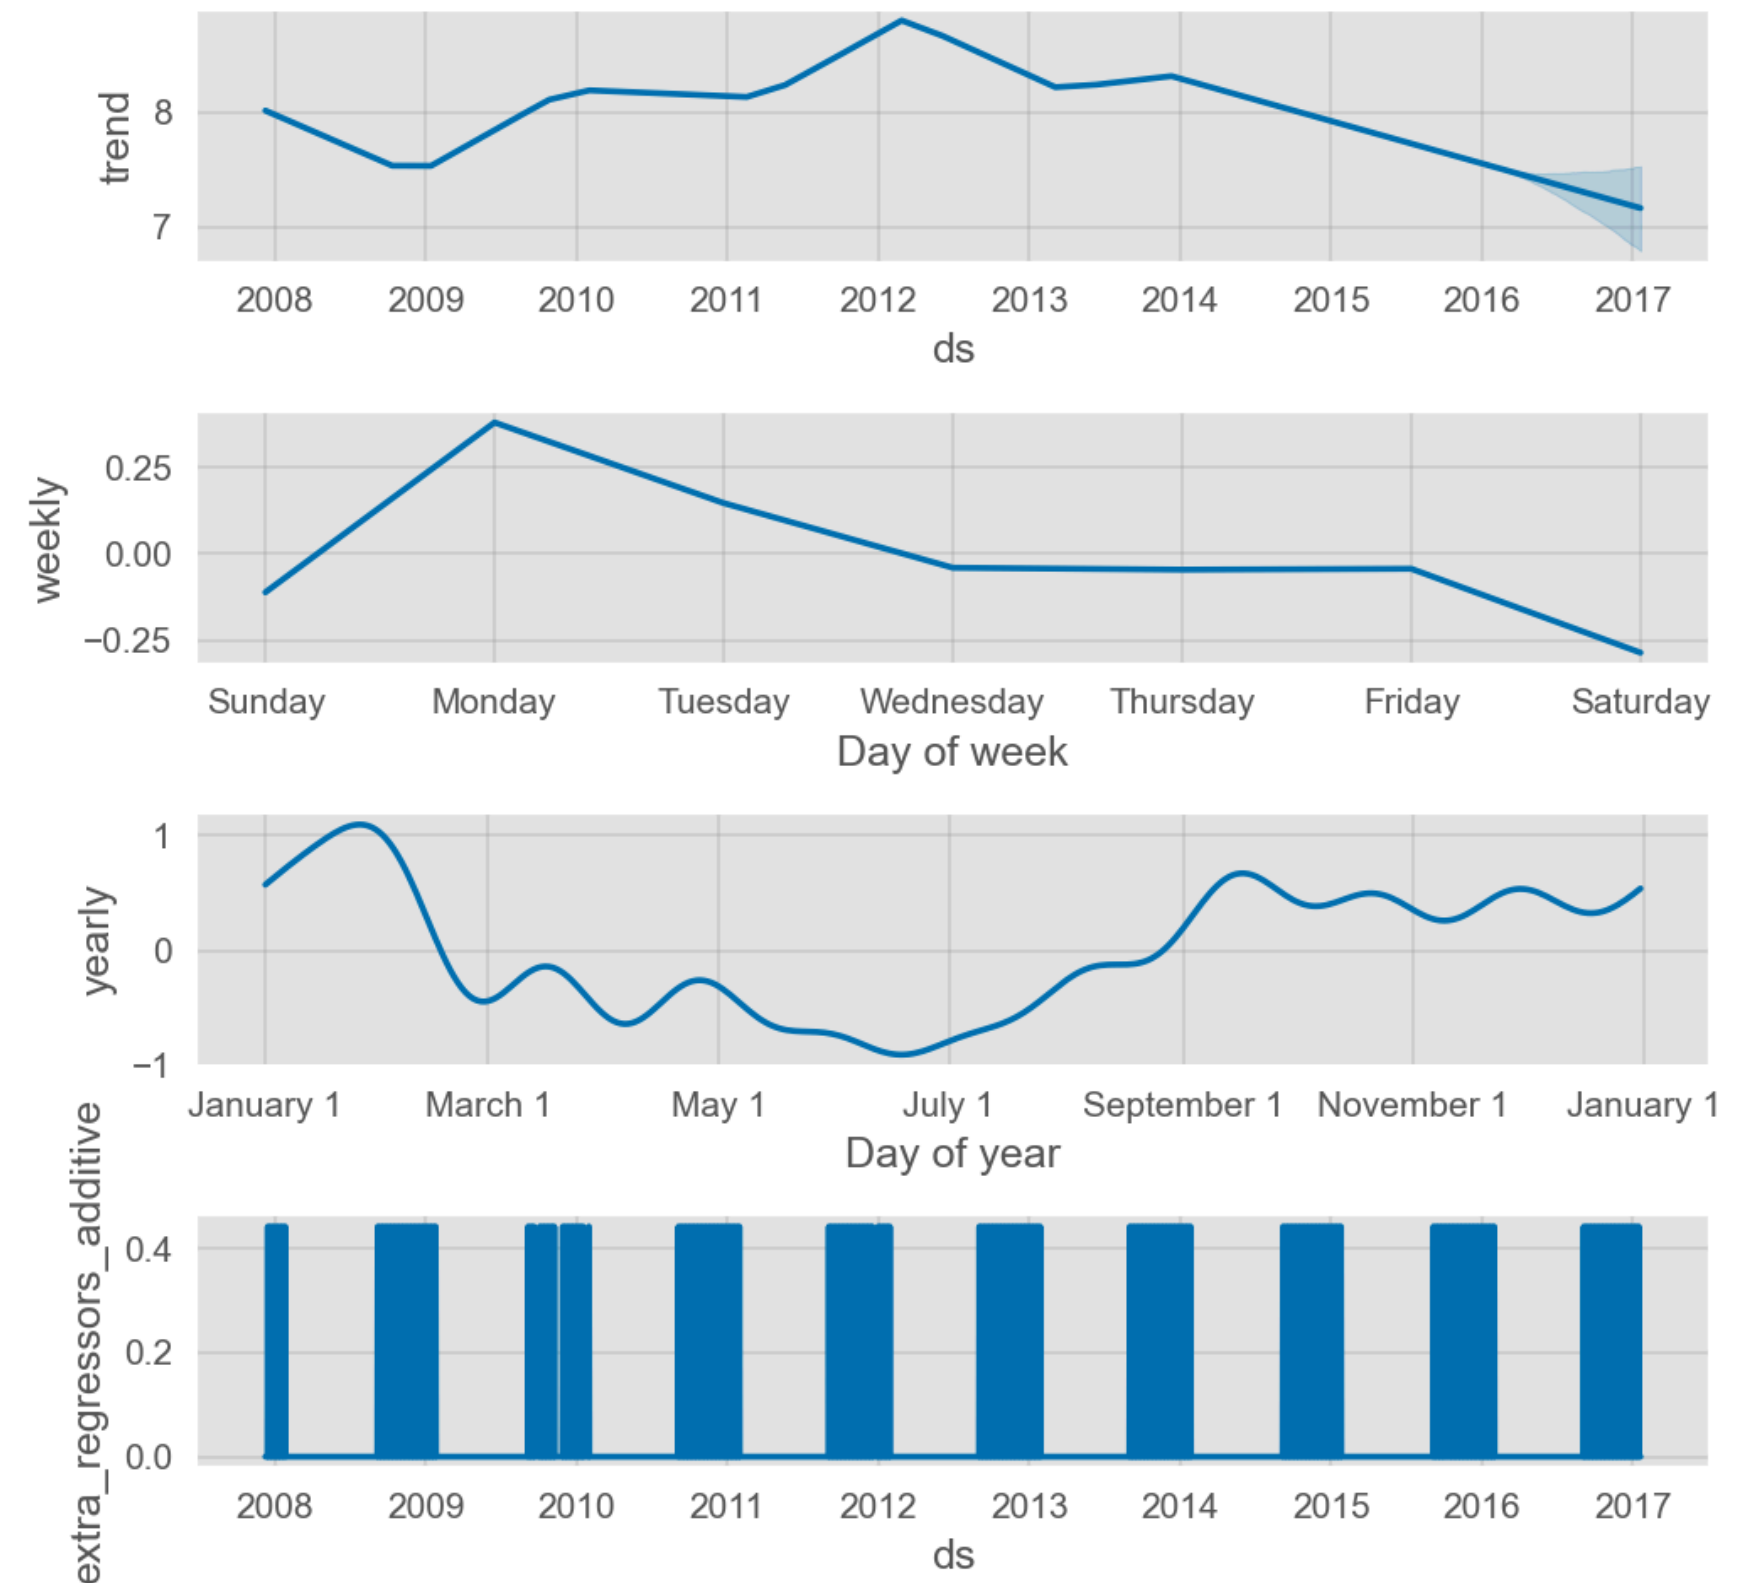 trend
8
7
2008 2009 2010 2011 2012 2013 2014 2015 2016 2017
ds
weekly
0.25
0.00
−0.25
Sunday Monday Tuesday Wednesday Thursday Friday Saturday
Day of week
yearly
1
0
−1
January 1 March 1 May 1 July 1 September 1 November 1 January 1
Day of year
extra_regressors_additive
0.4
0.2
0.0
2008 2009 2010 2011 2012 2013 2014 2015 2016 2017
ds